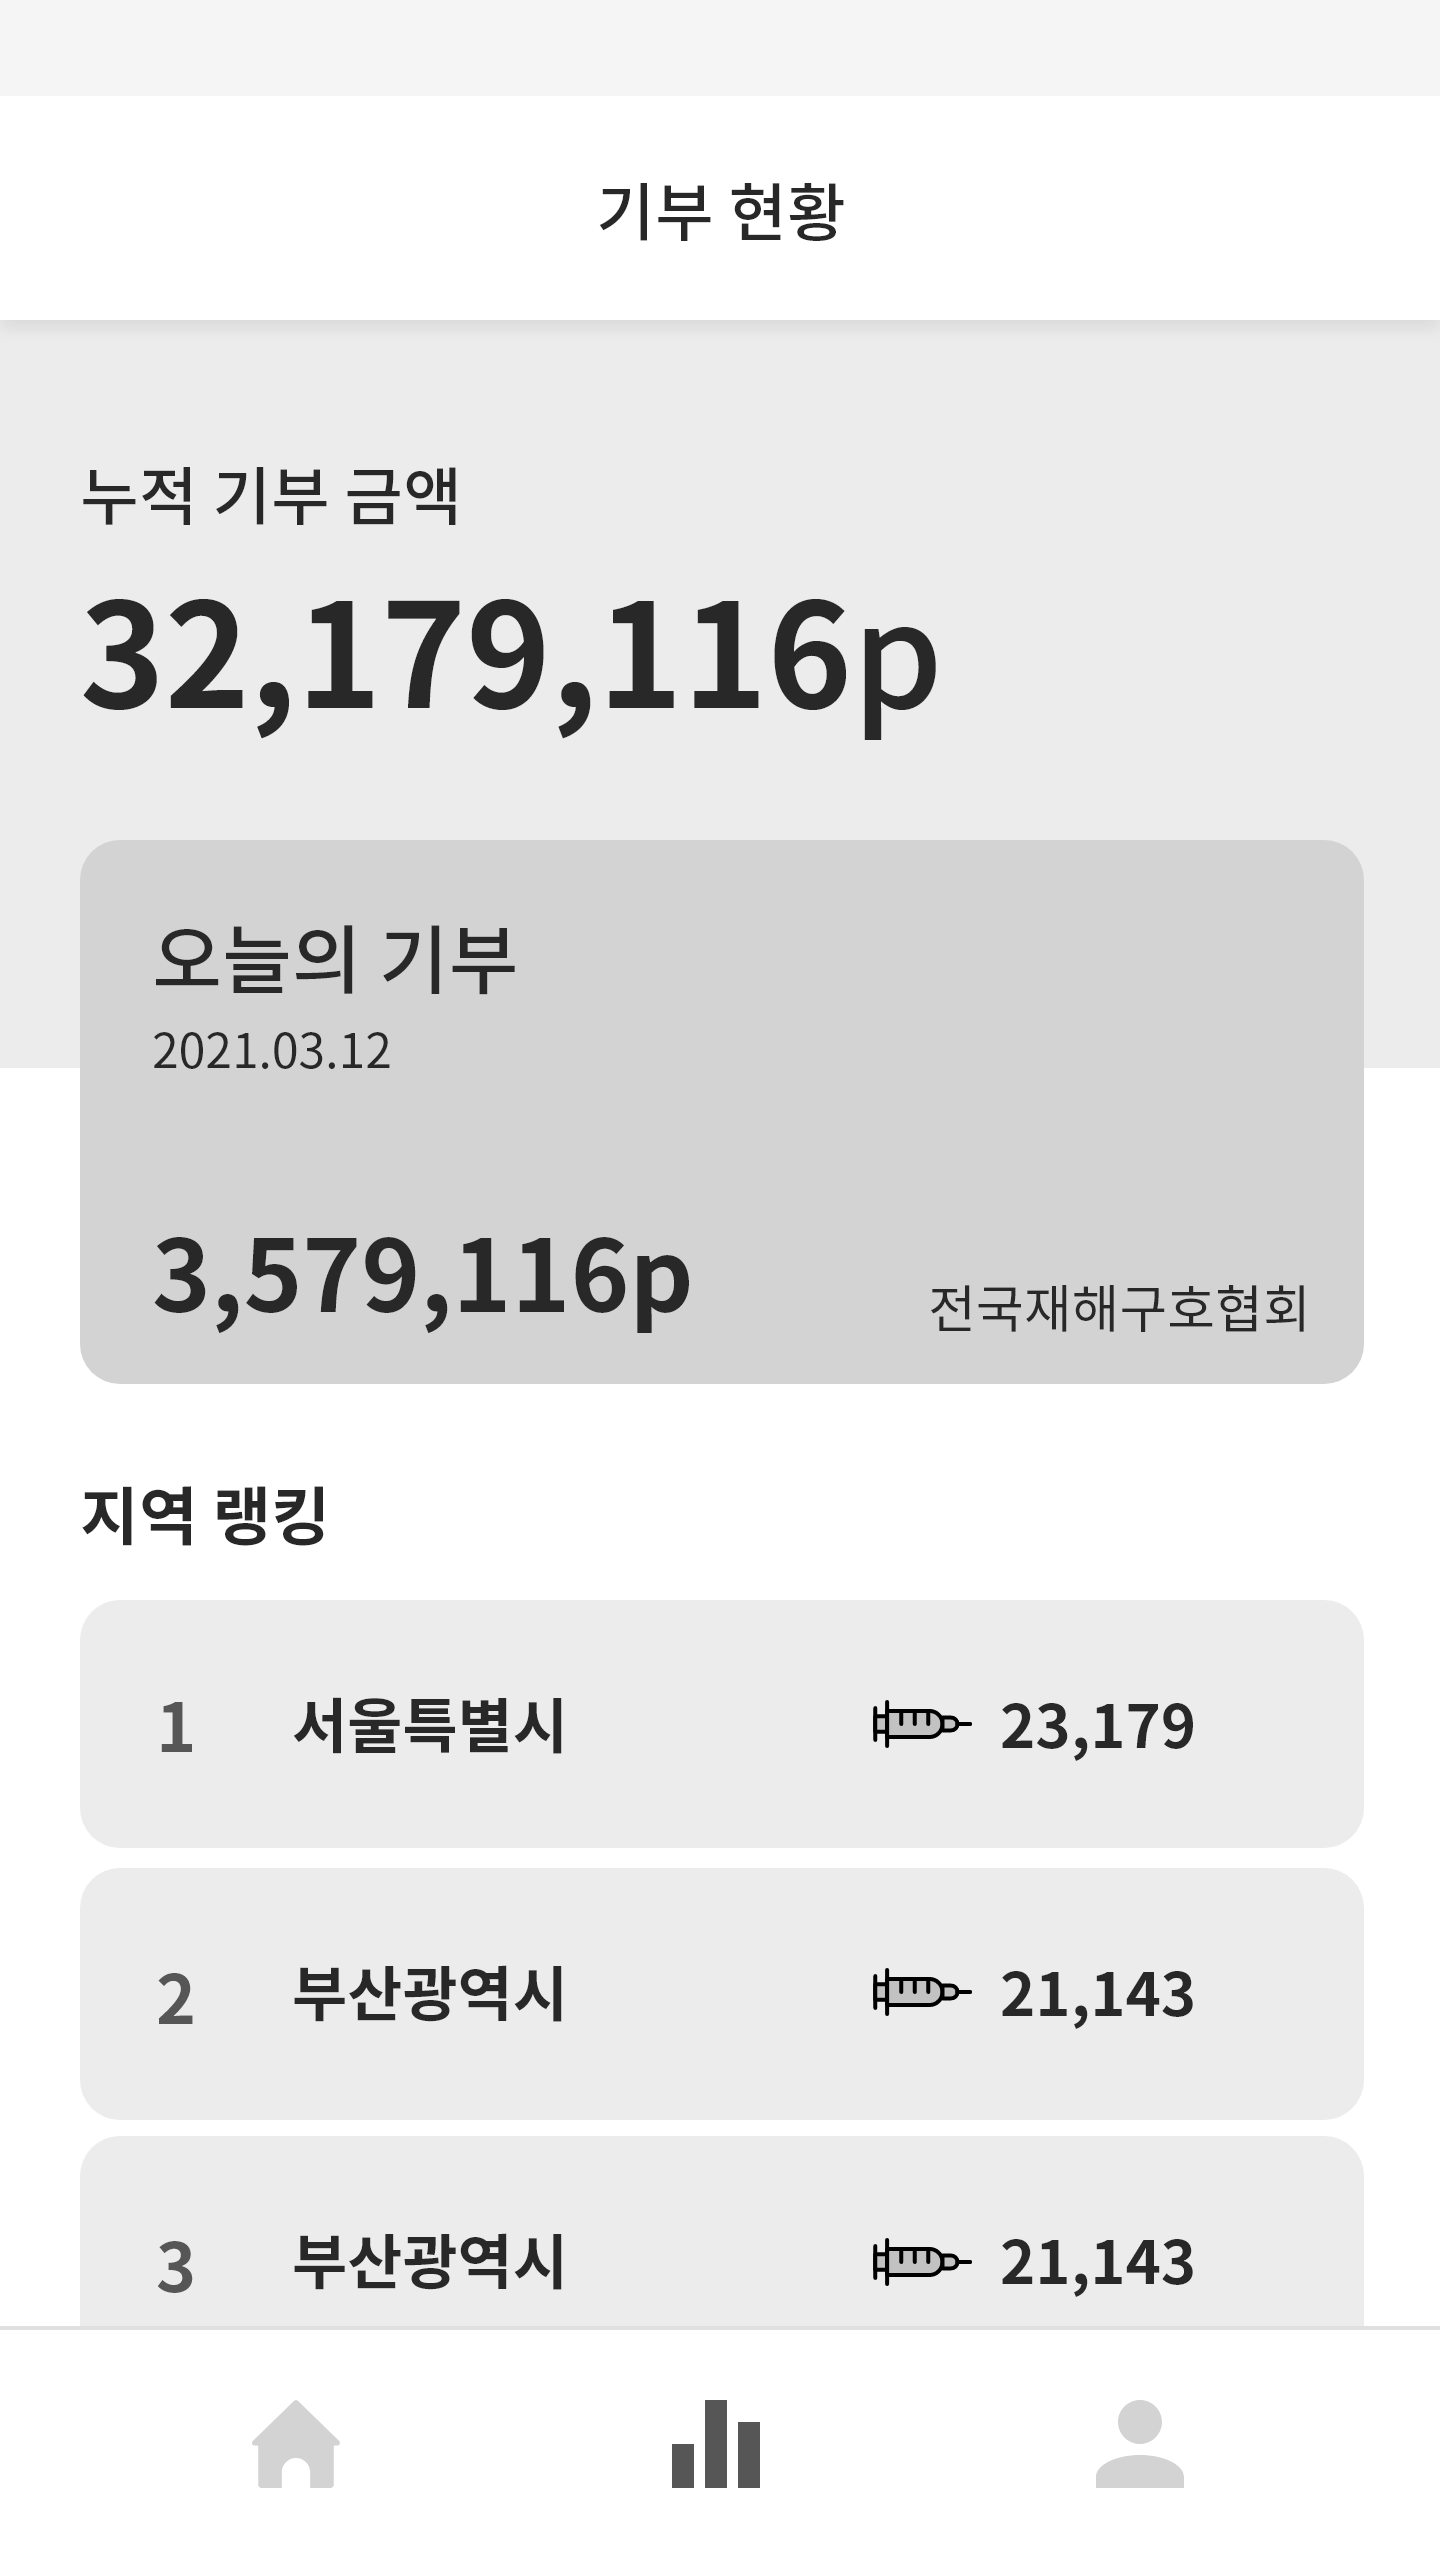 기부 현황
누적 기부 금액
32,179,116p
오늘의 기부
2021.03.12
3,579,116p
전국재해구호협회
지역 랭킹
1 서울특별시 23,179
2 부산광역시 21,143
3 부산광역시 21,143